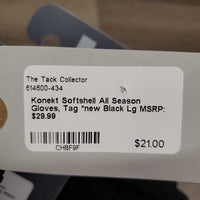 The Tack Collector
614600-434
Konekt Softshell All Season
Gloves, Tag *new Black Lg MSRP:
$29.99
$21.00
CHBF9F